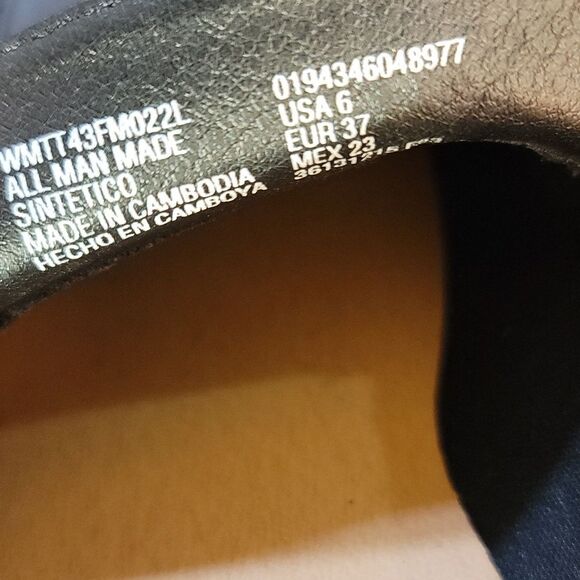 WMTT43FM022L
ALL MAN MADE
SINTETICO
MADE IN CAMBODIA
HECHO EN CAMBOYA
0194346048977
USA 6
EUR 37
MEX 23